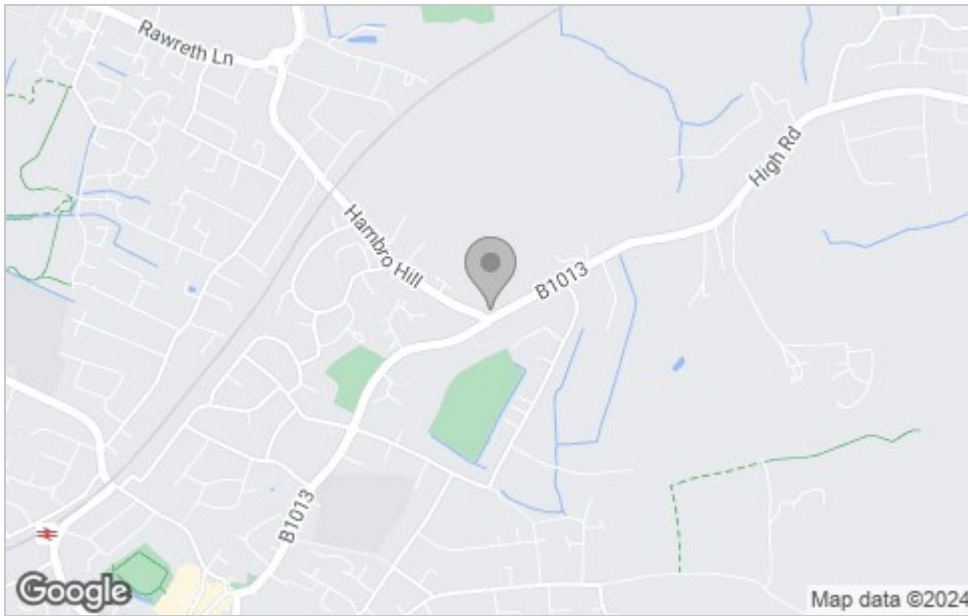 Rawreth Ln
High Rd
Hambro Hill
B1013
B1013
Google
Map data ©2024